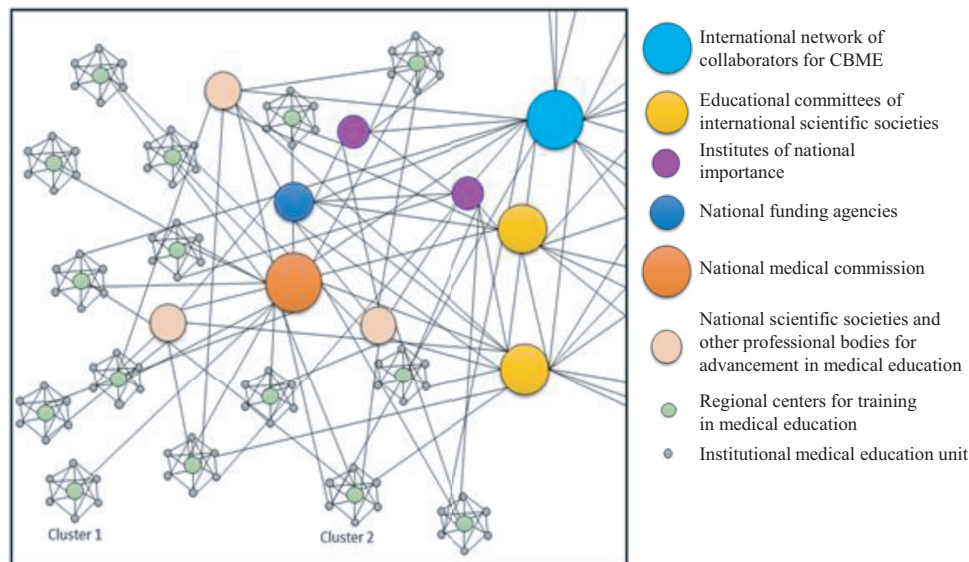 International network of
collaborators for CBME
Educational committees of
international scientific societies
Institutes of national
importance
National funding agencies
National medical commission
National scientific societies and
other professional bodies for
advancement in medical education
Regional centers for training
in medical education
Institutional medical education unit
Cluster 1
Cluster 2